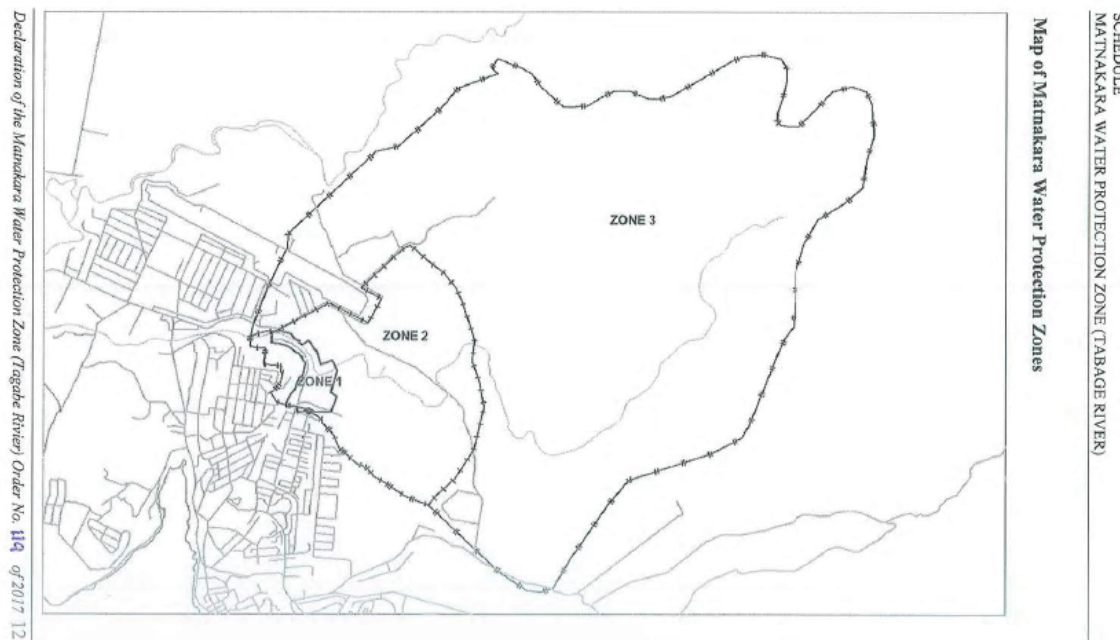 SCHEDULE
MATNAKARA WATER PROTECTION ZONE (TABAGE RIVER)
Map of Matnakara Water Protection Zones
ZONE 3
ZONE 2
ZONE 1
Declaration of the Matnakara Water Protection Zone (Tagabe Rivier) Order No. 119 of 2017 12